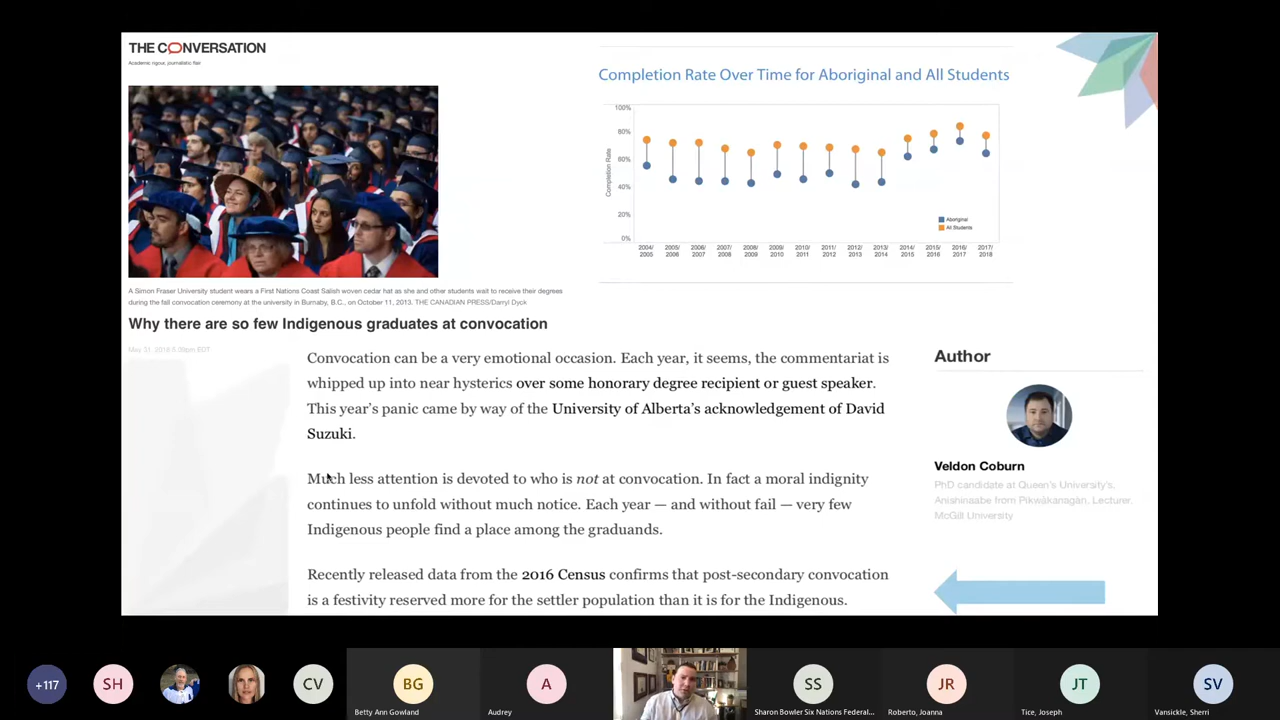 THE CONVERSATION
Academic rigour, journalistic flair
A Simon Fraser University student wears a First Nations Coast Salish woven cedar hat as she and other students wait to receive their degrees
during the fall convocation ceremony at the university in Burnaby, B.C., on October 11, 2013. THE CANADIAN PRESS/Darryl Dyck
Why there are so few Indigenous graduates at convocation
May 31, 2018 5.09pm EDT
Completion Rate Over Time for Aboriginal and All Students
Completion Rate
100%
80%
60%
40%
20%
0%
Aboriginal
All Students
2004/ 2005/ 2006/ 2007/ 2008/ 2009/ 2010/ 2011/ 2012/ 2013/ 2014/ 2015/ 2016/ 2017/
2005 2006 2007 2008 2009 2010 2011 2012 2013 2014 2015 2016 2017 2018
Convocation can be a very emotional occasion. Each year, it seems, the commentariat is
whipped up into near hysterics over some honorary degree recipient or guest speaker.
This year's panic came by way of the University of Alberta's acknowledgement of David
Suzuki.
Much less attention is devoted to who is not at convocation. In fact a moral indignity
continues to unfold without much notice. Each year — and without fail — very few
Indigenous people find a place among the graduands.
Recently released data from the 2016 Census confirms that post-secondary convocation
is a festivity reserved more for the settler population than it is for the Indigenous.
Author
Veldon Coburn
PhD candidate at Queen's University's,
Anishinaabe from Pikwàkanagàn. Lecturer,
McGill University
+117
SH
CV
BG
Betty Ann Gowland
A
Audrey
SS
Sharon Bowler Six Nations Federal...
JR
Roberto, Joanna
JT
Tice, Joseph
SV
Vansickle, Sherri